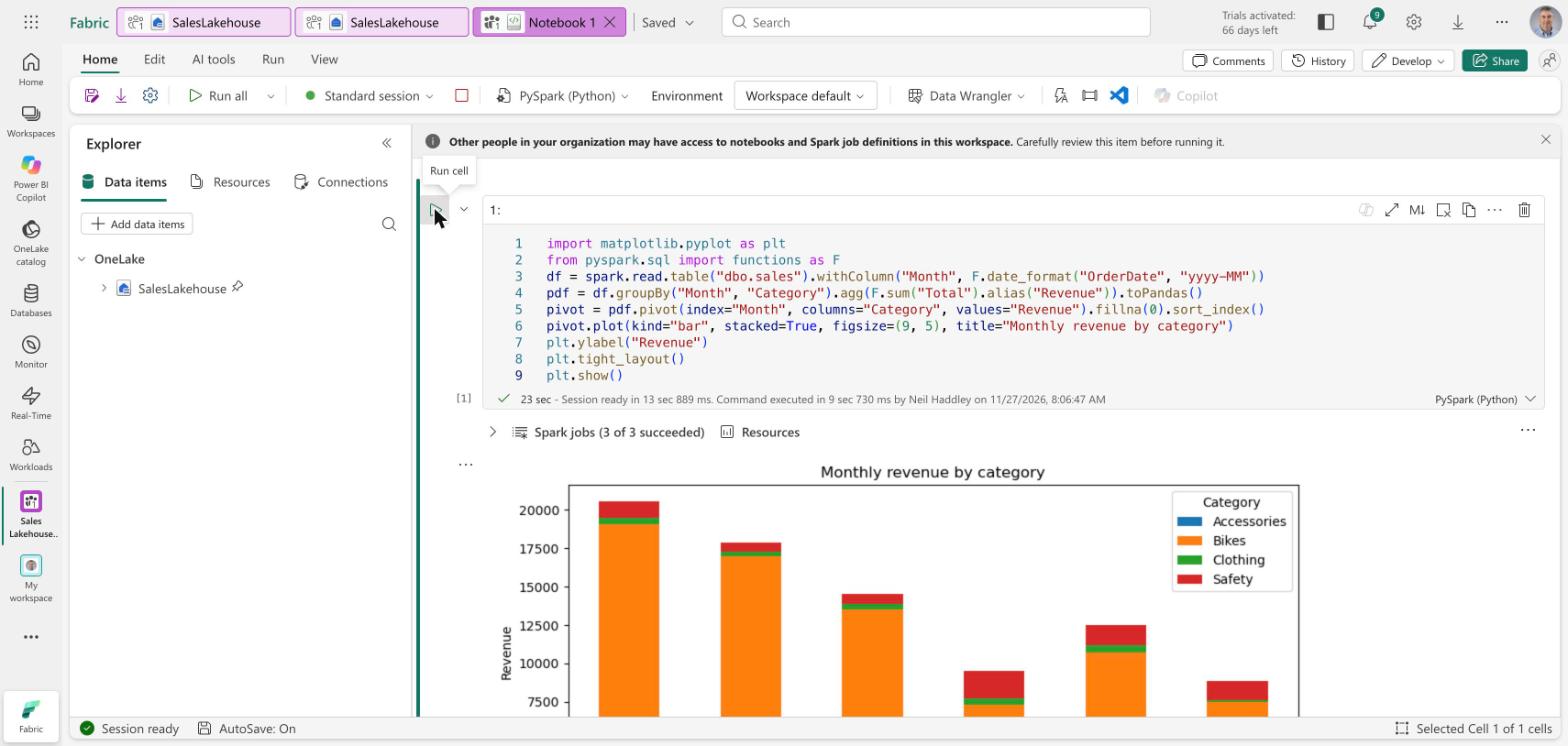 Fabric
SalesLakehouse
SalesLakehouse
Notebook 1
Saved
Search
Trials activated:
66 days left
9
Home
Edit
AI tools
Run
View
Comments
History
Develop
Share
Run all
Standard session
PySpark (Python)
Environment
Workspace default
Data Wrangler
Copilot
Home
Workspaces
Power BI
Copilot
OneLake
catalog
Databases
Monitor
Real-Time
Workloads
Sales
Lakehouse..
My
workspace
Fabric
Explorer
Data items
Resources
Connections
Add data items
OneLake
SalesLakehouse
Other people in your organization may have access to notebooks and Spark job definitions in this workspace. Carefully review this item before running it.
Run cell
1:
M↓
1 import matplotlib.pyplot as plt
2 from pyspark.sql import functions as F
3 df = spark.read.table("dbo.sales").withColumn("Month", F.date_format("OrderDate", "yyyy-MM"))
4 pdf = df.groupBy("Month", "Category").agg(F.sum("Total").alias("Revenue")).toPandas()
5 pivot = pdf.pivot(index="Month", columns="Category", values="Revenue").fillna(0).sort_index()
6 pivot.plot(kind="bar", stacked=True, figsize=(9, 5), title="Monthly revenue by category")
7 plt.ylabel("Revenue")
8 plt.tight_layout()
9 plt.show()
[1]
23 sec - Session ready in 13 sec 889 ms. Command executed in 9 sec 730 ms by Neil Haddley on 11/27/2026, 8:06:47 AM
PySpark (Python)
Spark jobs (3 of 3 succeeded)
Resources
Monthly revenue by category
20000
17500
15000
12500
10000
7500
Revenue
Category
Accessories
Bikes
Clothing
Safety
Session ready
AutoSave: On
Selected Cell 1 of 1 cells